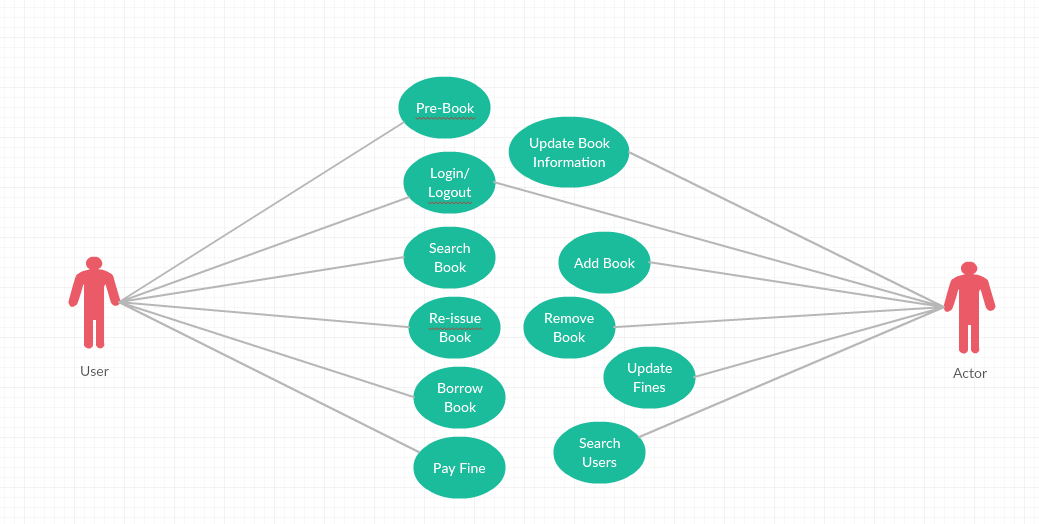 Pre-Book
Update Book
Information
Login/
Logout
Search
Book
Add Book
Re-issue
Book
Remove
Book
Update
Fines
User
Actor
Borrow
Book
Search
Users
Pay Fine